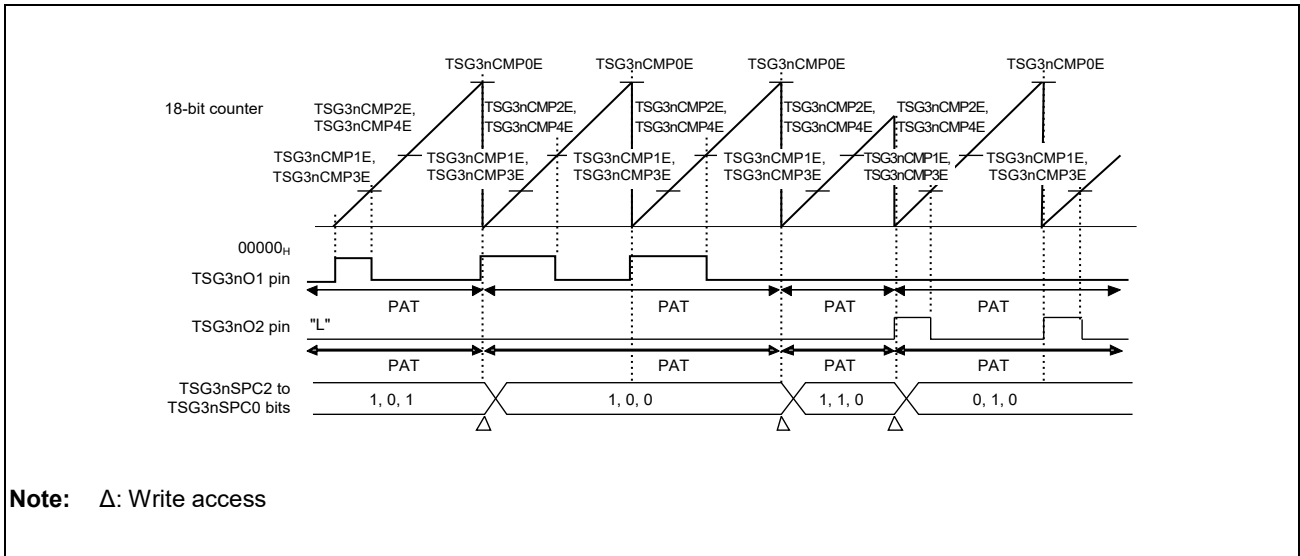 TSG3nCMP0E TSG3nCMP0E TSG3nCMP0E TSG3nCMP0E
18-bit counter
TSG3nCMP2E, TSG3nCMP2E, TSG3nCMP2E, TSG3nCMP2E, TSG3nCMP2E,
TSG3nCMP4E TSG3nCMP4E TSG3nCMP4E TSG3nCMP4E TSG3nCMP4E
TSG3nCMP1E, TSG3nCMP1E, TSG3nCMP1E, TSG3nCMP1E, TSG3nCMP1E, TSG3nCMP1E,
TSG3nCMP3E TSG3nCMP3E TSG3nCMP3E TSG3nCMP3E TSG3nCMP3E TSG3nCMP3E
00000H
TSG3nO1 pin
PAT PAT PAT PAT
TSG3nO2 pin "L"
PAT PAT PAT PAT
TSG3nSPC2 to
TSG3nSPC0 bits
1, 0, 1 1, 0, 0 1, 1, 0 0, 1, 0
Δ Δ Δ
Note: Δ: Write access